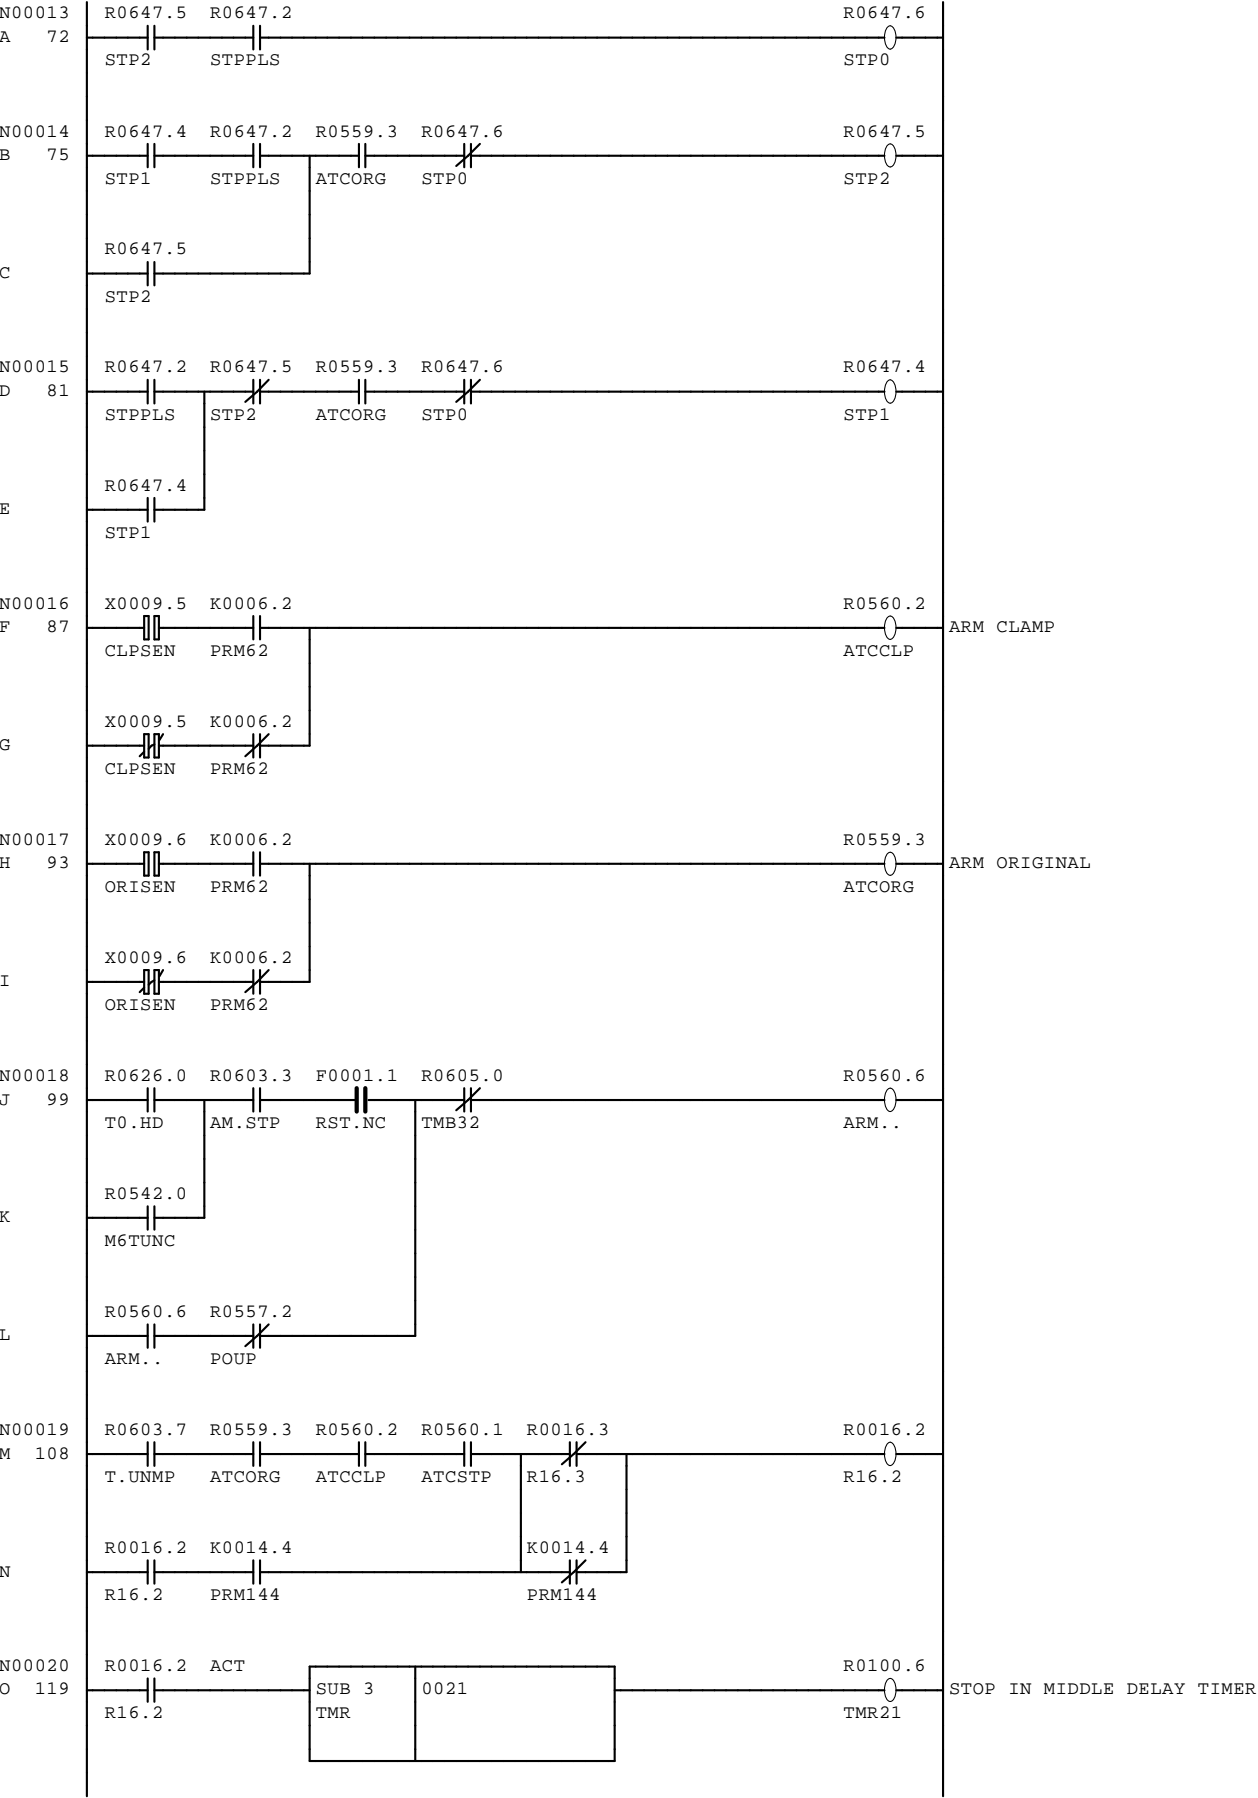 N00013 R0647.5 R0647.2 R0647.6
A 72
STP2 STPPLS STP0
N00014 R0647.4 R0647.2 R0559.3 R0647.6 R0647.5
B 75
STP1 STPPLS ATCORG STP0 STP2
R0647.5
C
STP2
N00015 R0647.2 R0647.5 R0559.3 R0647.6 R0647.4
D 81
STPPLS STP2 ATCORG STP0 STP1
R0647.4
E
STP1
N00016 X0009.5 K0006.2 R0560.2
F 87 ARM CLAMP
CLPSEN PRM62 ATCCLP
X0009.5 K0006.2
G
CLPSEN PRM62
N00017 X0009.6 K0006.2 R0559.3
H 93 ARM ORIGINAL
ORISEN PRM62 ATCORG
X0009.6 K0006.2
I
ORISEN PRM62
N00018 R0626.0 R0603.3 F0001.1 R0605.0 R0560.6
J 99
T0.HD AM.STP RST.NC TMB32 ARM..
R0542.0
K
M6TUNC
R0560.6 R0557.2
L
ARM.. POUP
N00019 R0603.7 R0559.3 R0560.2 R0560.1 R0016.3 R0016.2
M 108
T.UNMP ATCORG ATCCLP ATCSTP R16.3 R16.2
R0016.2 K0014.4 K0014.4
N
R16.2 PRM144 PRM144
N00020 R0016.2 ACT R0100.6
O 119 SUB 3 0021 STOP IN MIDDLE DELAY TIMER
R16.2 TMR TMR21